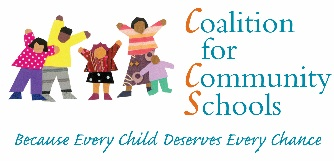 Coalition
for
Community
Schools
Because Every Child Deserves Every Chance